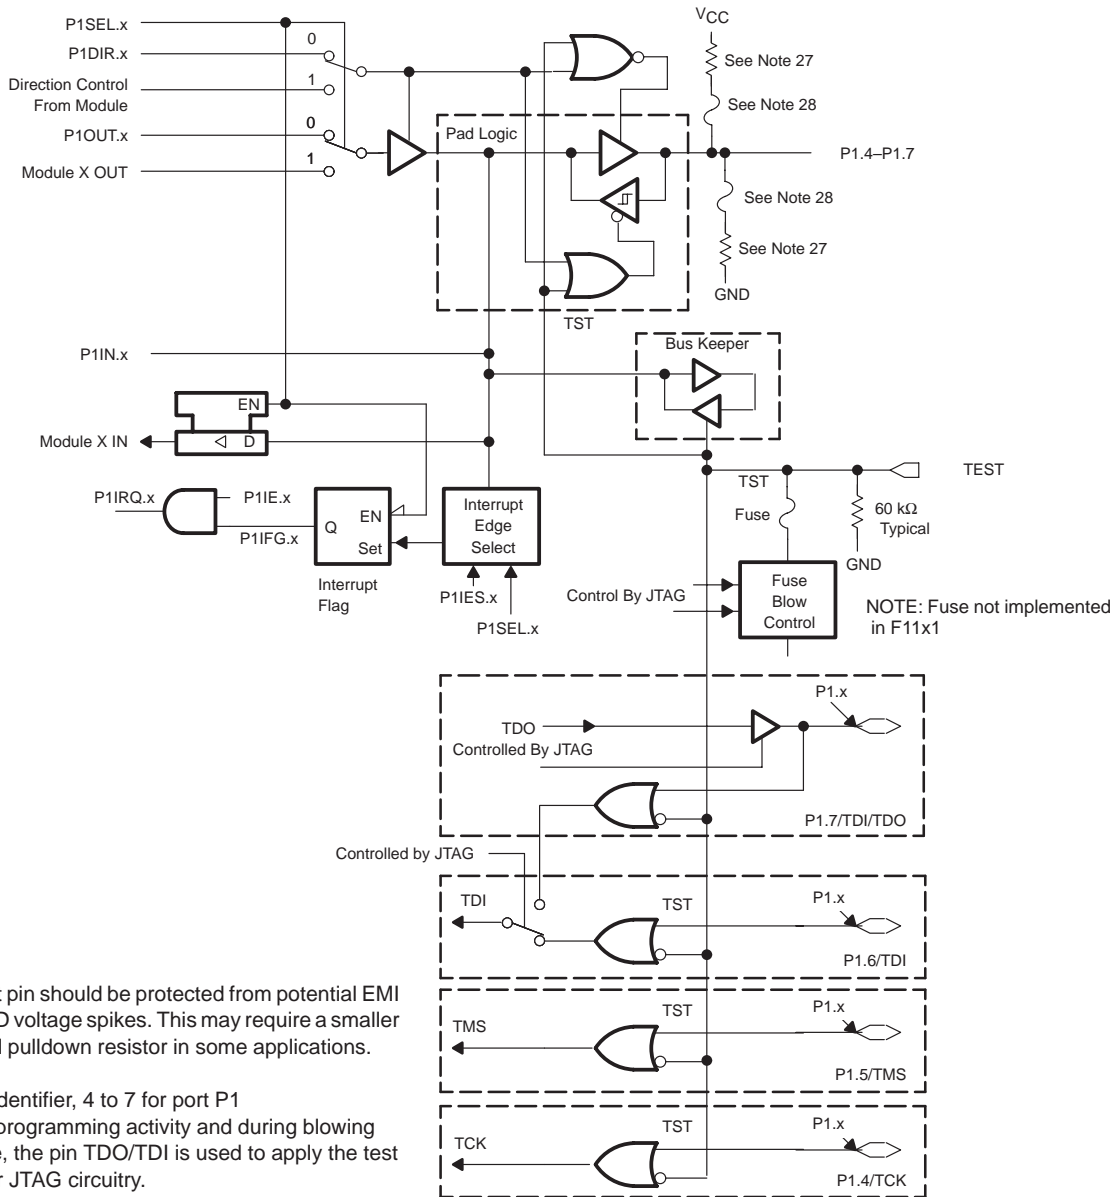 P1SEL.x
P1DIR.x
Direction Control
From Module
P1OUT.x
Module X OUT
0
1
0
1
Pad Logic
TST
VCC
See Note 27
See Note 28
P1.4–P1.7
See Note 28
See Note 27
GND
P1IN.x
Bus Keeper
EN
D
Module X IN
P1IRQ.x
P1IE.x
P1IFG.x
Q
EN
Set
Interrupt
Flag
Interrupt
Edge
Select
P1IES.x
P1SEL.x
TST
TEST
Fuse
60 kΩ
Typical
GND
Control By JTAG
Fuse
Blow
Control
NOTE: Fuse not implemented
in F11x1
P1.x
TDO
Controlled By JTAG
P1.7/TDI/TDO
Controlled by JTAG
TDI
TST
P1.x
P1.6/TDI
TMS
TST
P1.x
P1.5/TMS
TCK
TST
P1.x
P1.4/TCK
pin should be protected from potential EMI
D voltage spikes. This may require a smaller
pulldown resistor in some applications.
dentifier, 4 to 7 for port P1
programming activity and during blowing
, the pin TDO/TDI is used to apply the test
JTAG circuitry.